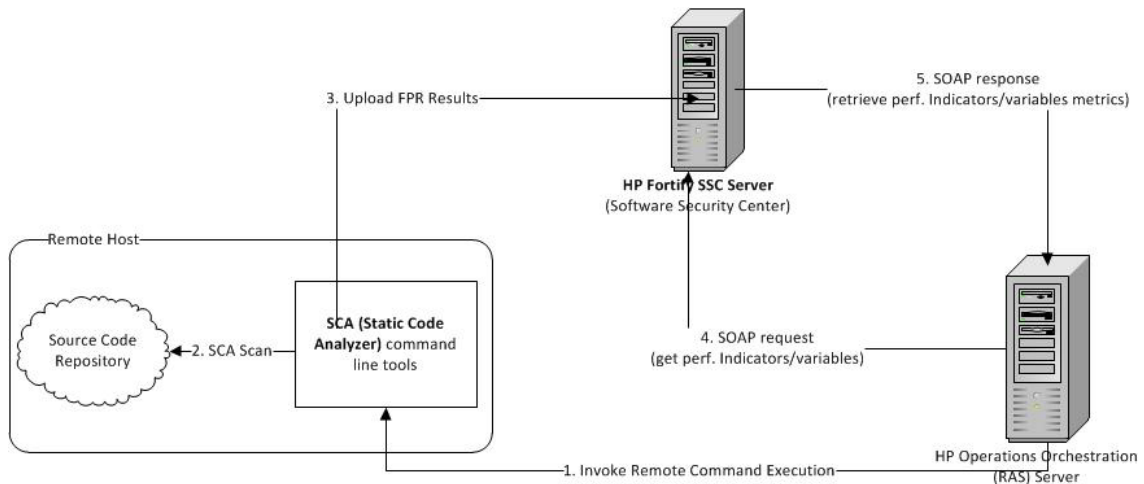 3. Upload FPR Results
5. SOAP response
(retrieve perf. Indicators/variables metrics)
HP Fortify SSC Server
(Software Security Center)
Remote Host
Source Code
Repository
2. SCA Scan
SCA (Static Code
Analyzer) command
line tools
4. SOAP request
(get perf. Indicators/variables)
1. Invoke Remote Command Execution
HP Operations Orchestration
(RAS) Server